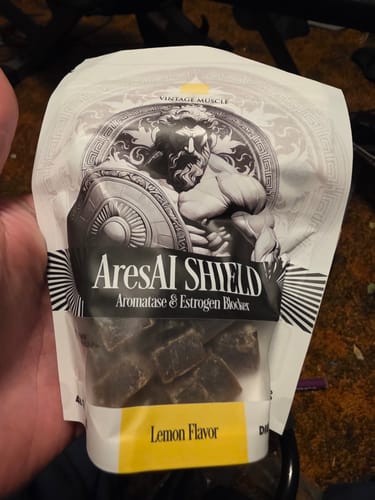 VINTAGE MUSCLE
AresAI SHIELD
Aromatase & Estrogen Blocker
Lemon Flavor